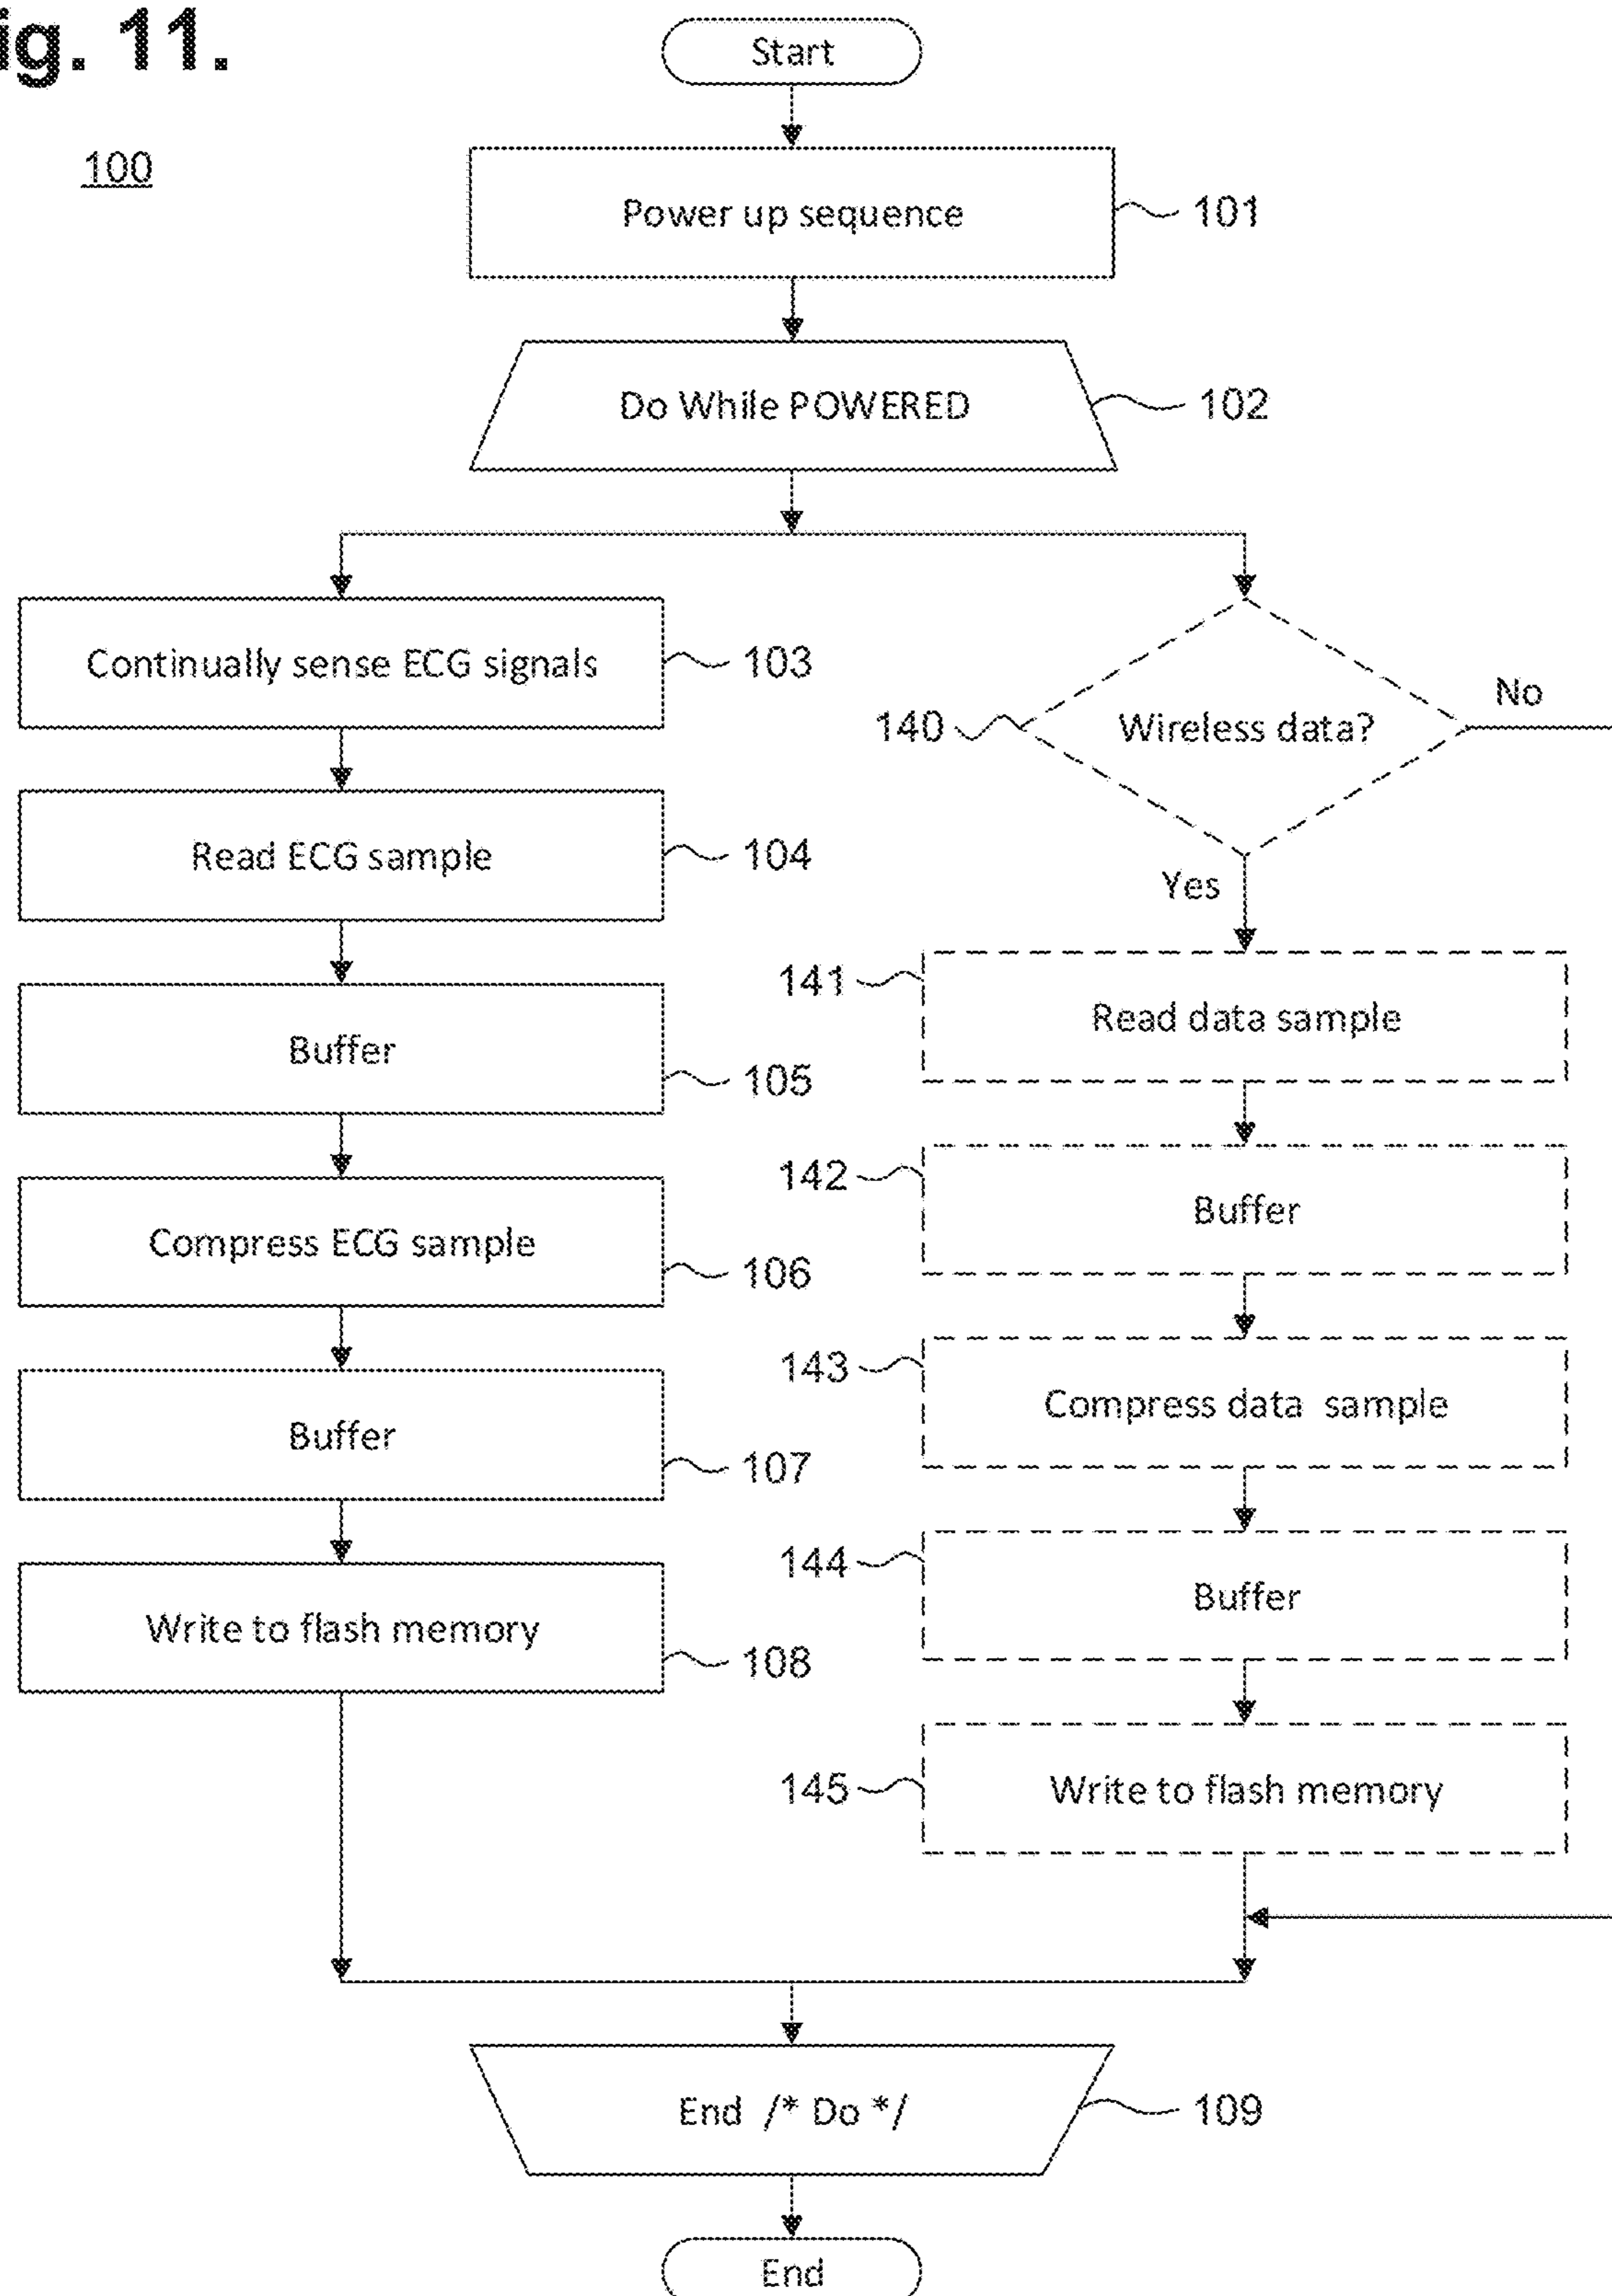 ig. 11.
100
Start
Power up sequence
101
Do While POWERED
102
Continually sense ECG signals
103
Read ECG sample
104
Buffer
105
Compress ECG sample
106
Buffer
107
Write to flash memory
108
140
Wireless data?
No
Yes
141
Read data sample
142
Buffer
143
Compress data sample
144
Buffer
145
Write to flash memory
End /* Do */
109
End